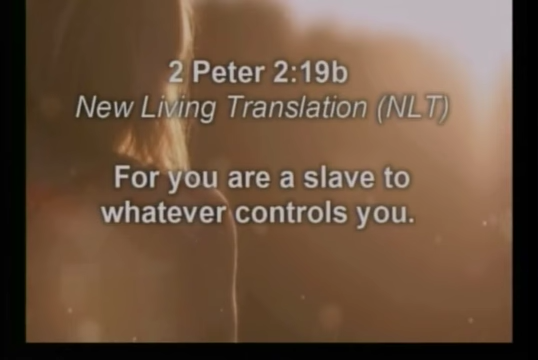 2 Peter 2:19b
New Living Translation (NLT)
For you are a slave to
whatever controls you.